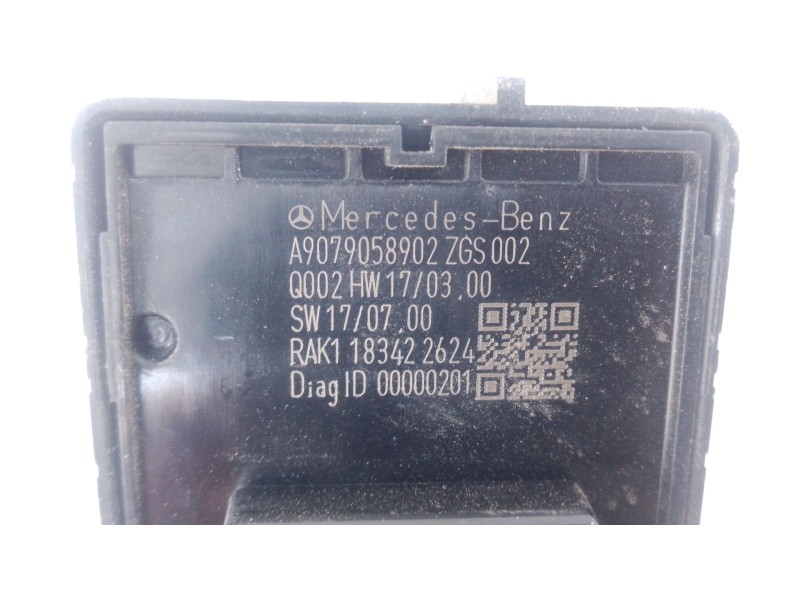 Mercedes-Benz
A9079058902 ZGS 002
Q002 HW 17/03.00
SW 17/07.00
RAK1 18342 2624
Diag ID 00000201